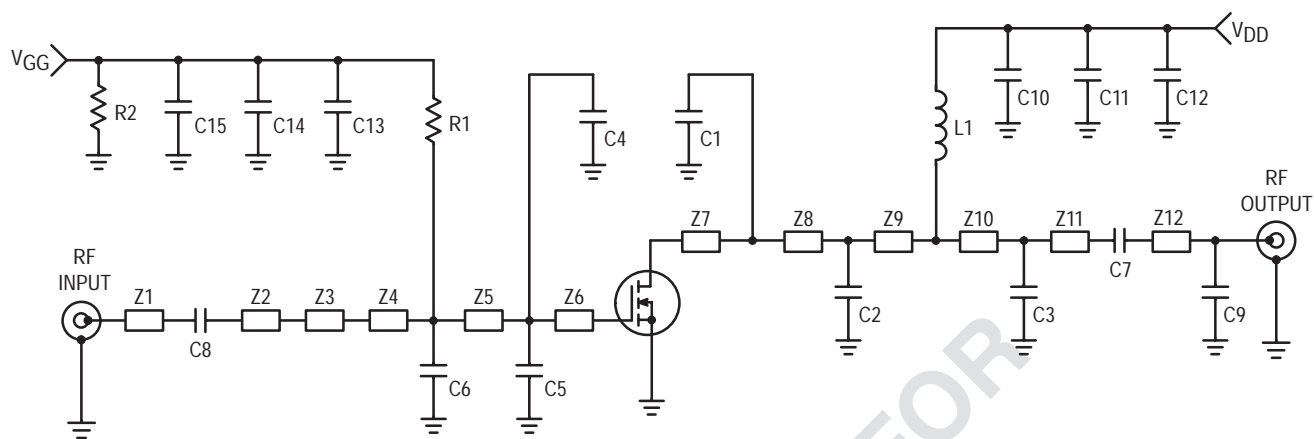 VGG
R2
C15
C14
C13
R1
C4
C1
L1
C10
C11
C12
VDD
RF
INPUT
Z1
C8
Z2
Z3
Z4
C6
Z5
C5
Z6
Z7
Z8
C2
Z9
Z10
C3
Z11
C7
Z12
C9
RF
OUTPUT
FOR